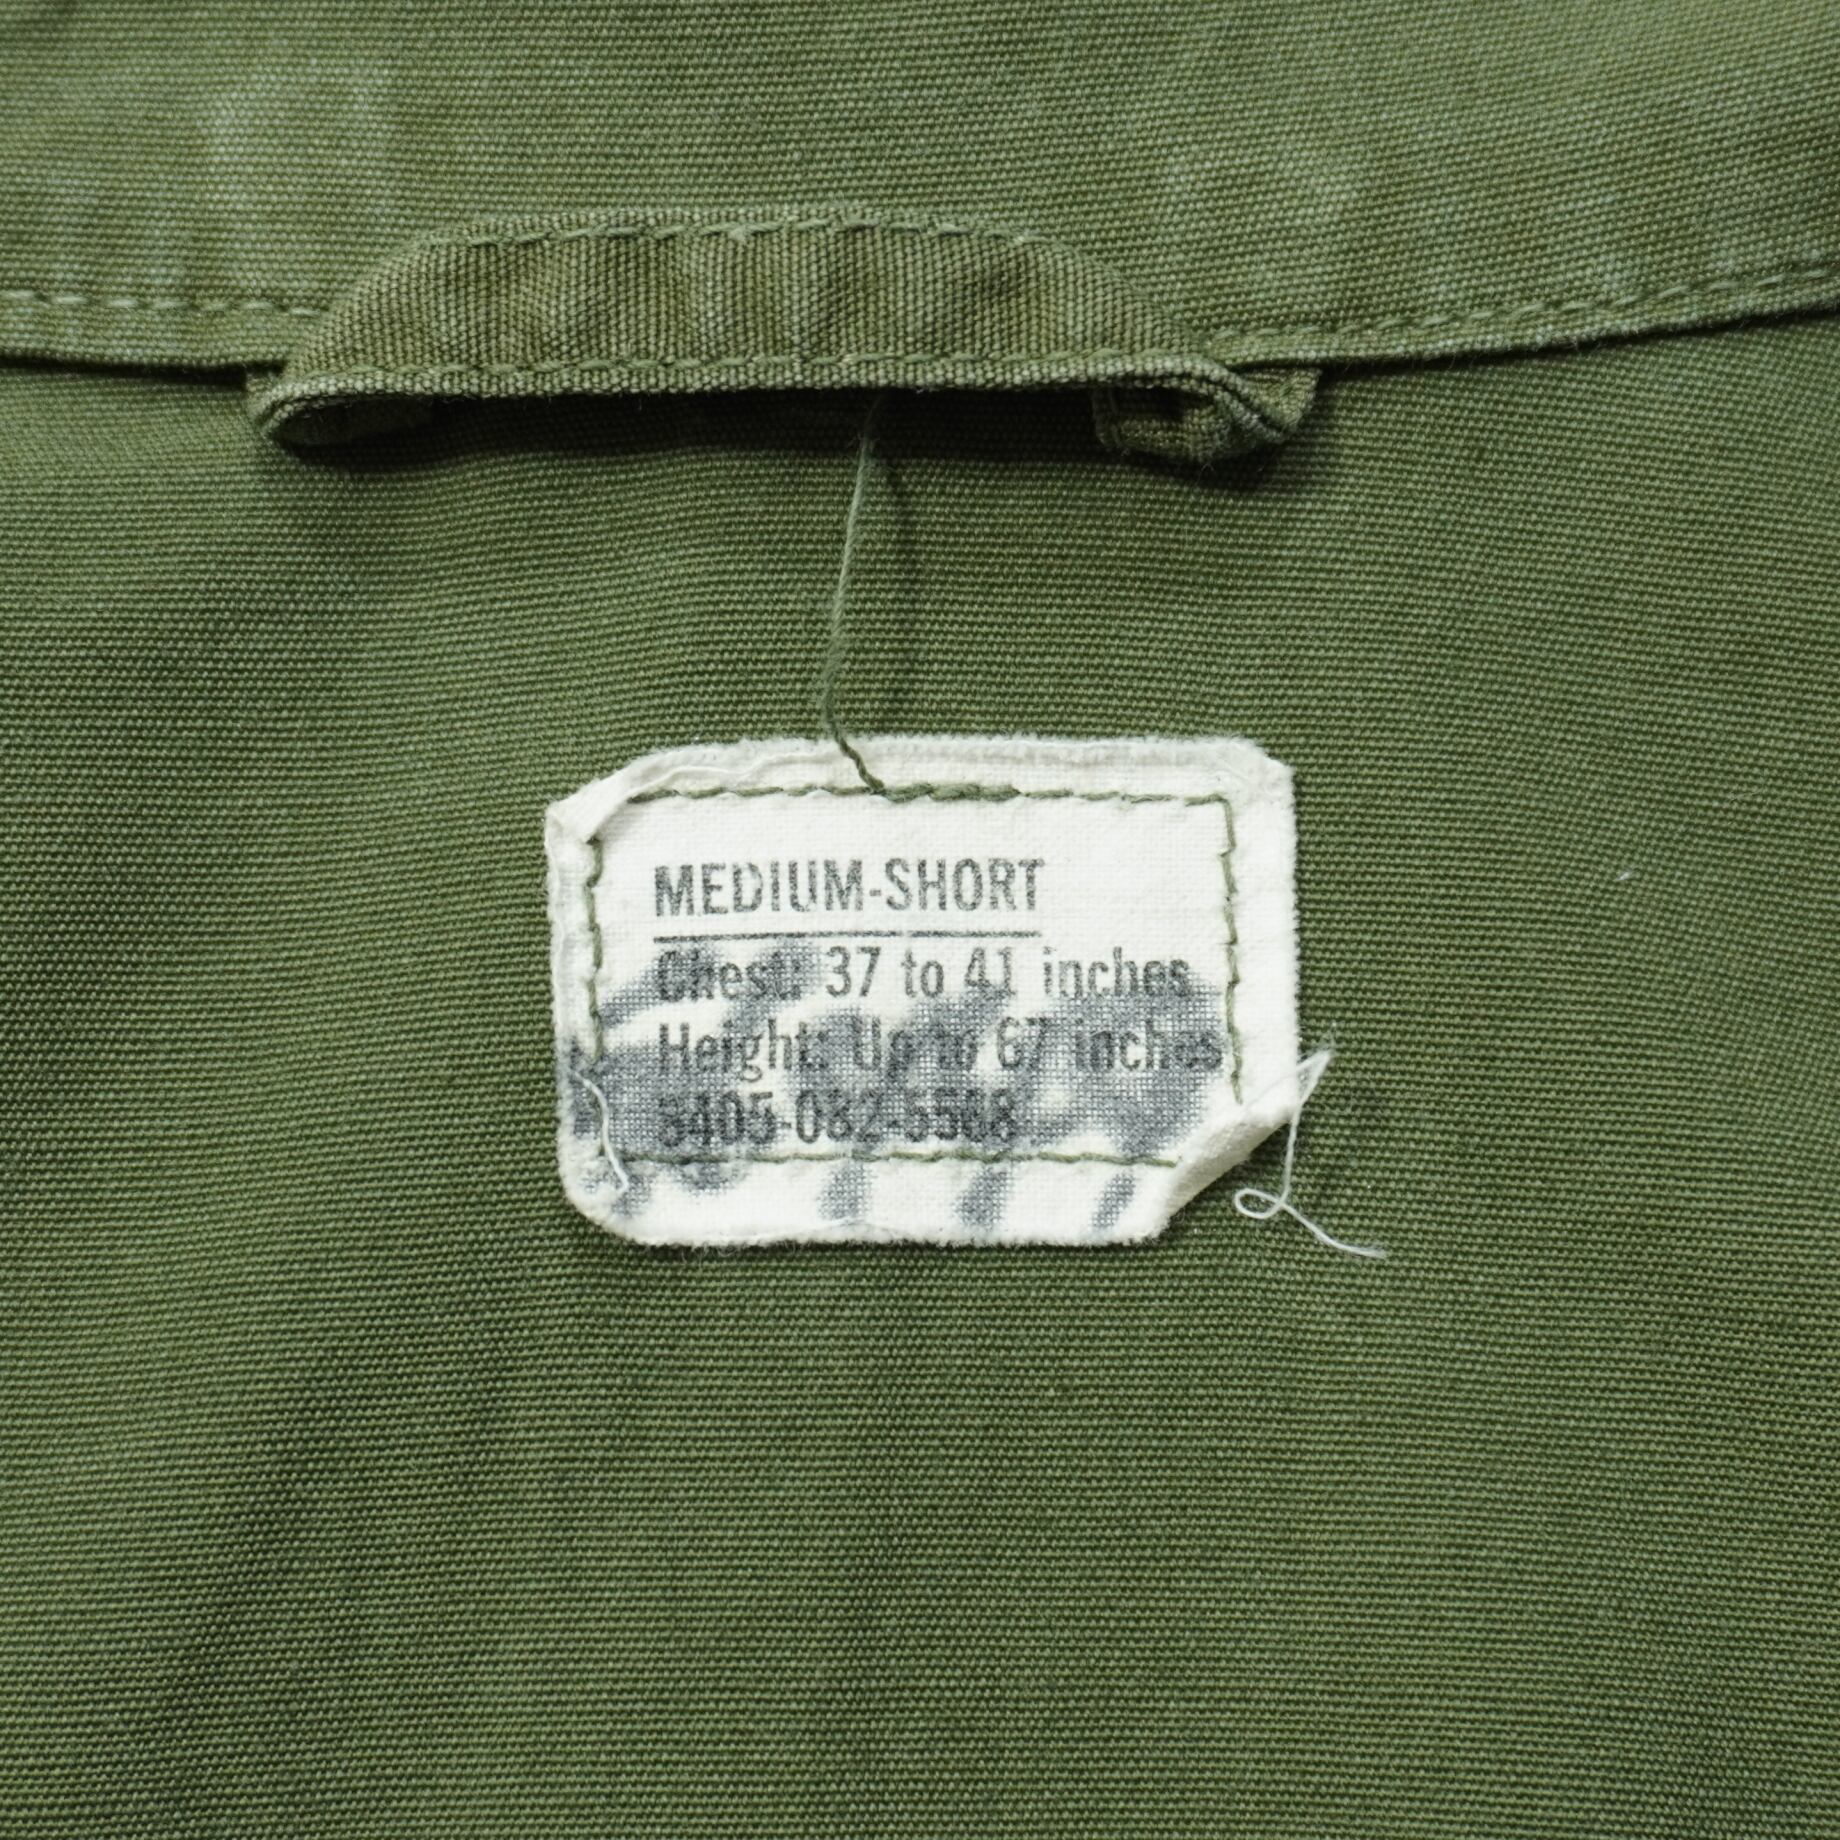 MEDIUM-SHORT
Chest: 37 to 41 inches
Height: Up to 67 inches
8405-082-5568